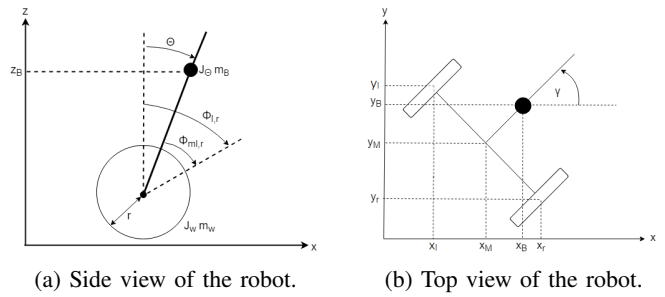 z
y
Θ
z_B
J_Θ m_B
Φ_l,r
Φ_ml,r
r
J_w m_w
x
γ
y_l
y_B
y_M
y_r
x_l
x_M
x_B
x_r
x
(a) Side view of the robot.
(b) Top view of the robot.